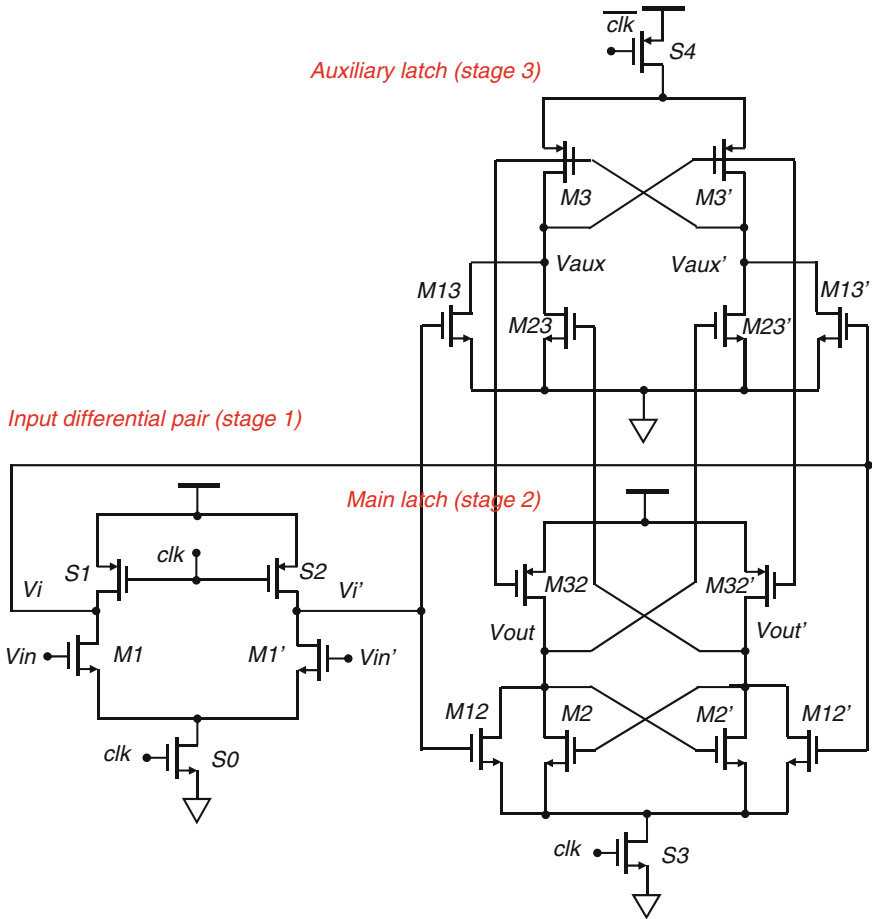 clk
S4
Auxiliary latch (stage 3)
M3
M3'
Vaux
Vaux'
M13
M23
M23'
M13'
Input differential pair (stage 1)
Main latch (stage 2)
S1
clk
S2
Vi
Vi'
M32
M32'
Vout
Vout'
Vin
M1
M1'
Vin'
M12
M2
M2'
M12'
clk
S0
clk
S3